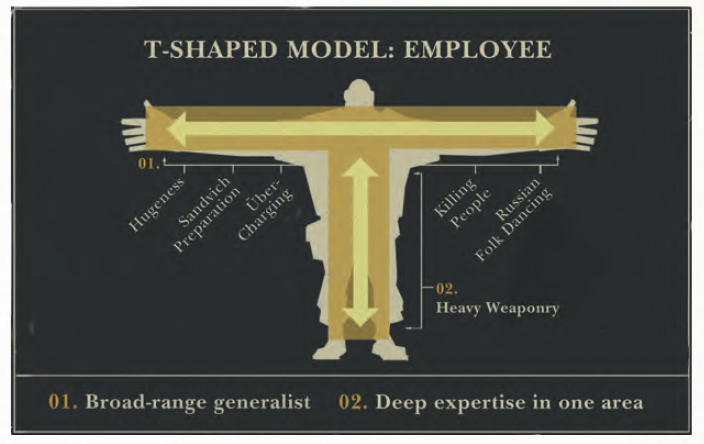 T-SHAPED MODEL: EMPLOYEE
01.
Hugeness
Sandvich
Preparation
Über-
Charging
Killing
People
Russian
Folk Dancing
02.
Heavy Weaponry
01. Broad-range generalist 02. Deep expertise in one area